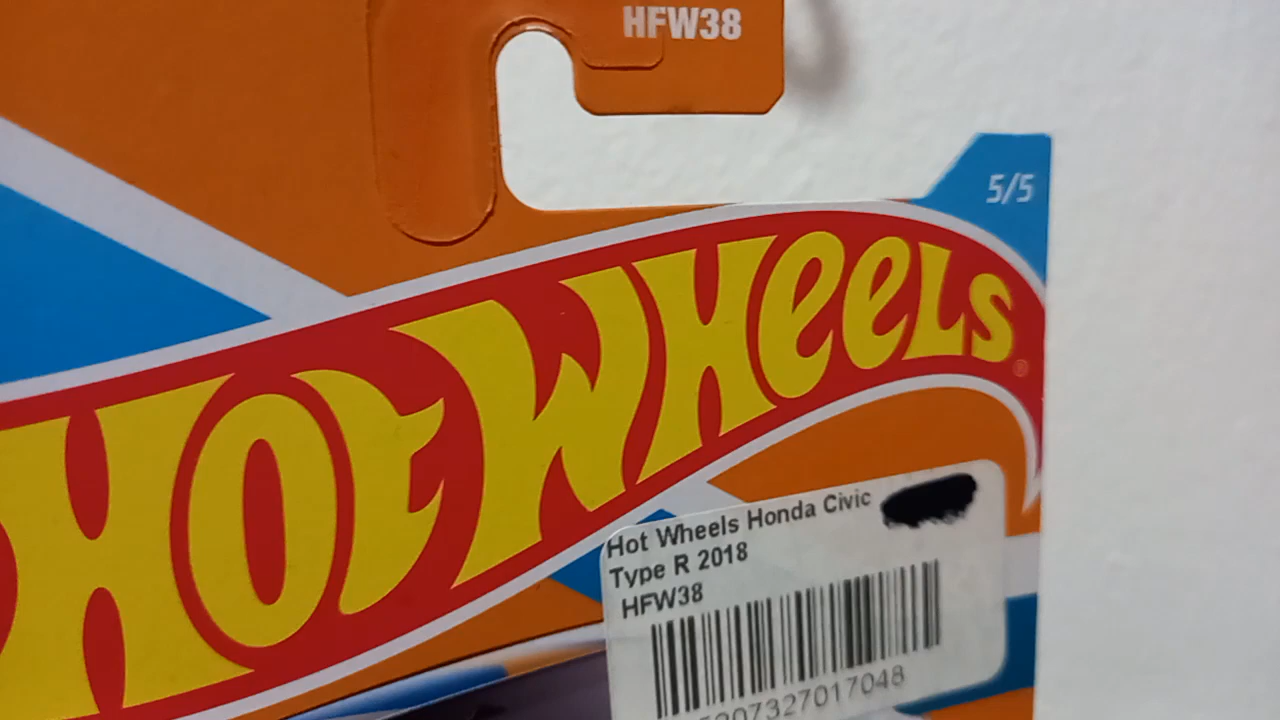 HFW38
5/5
HOT WHEELS
Hot Wheels Honda Civic
Type R 2018
HFW38